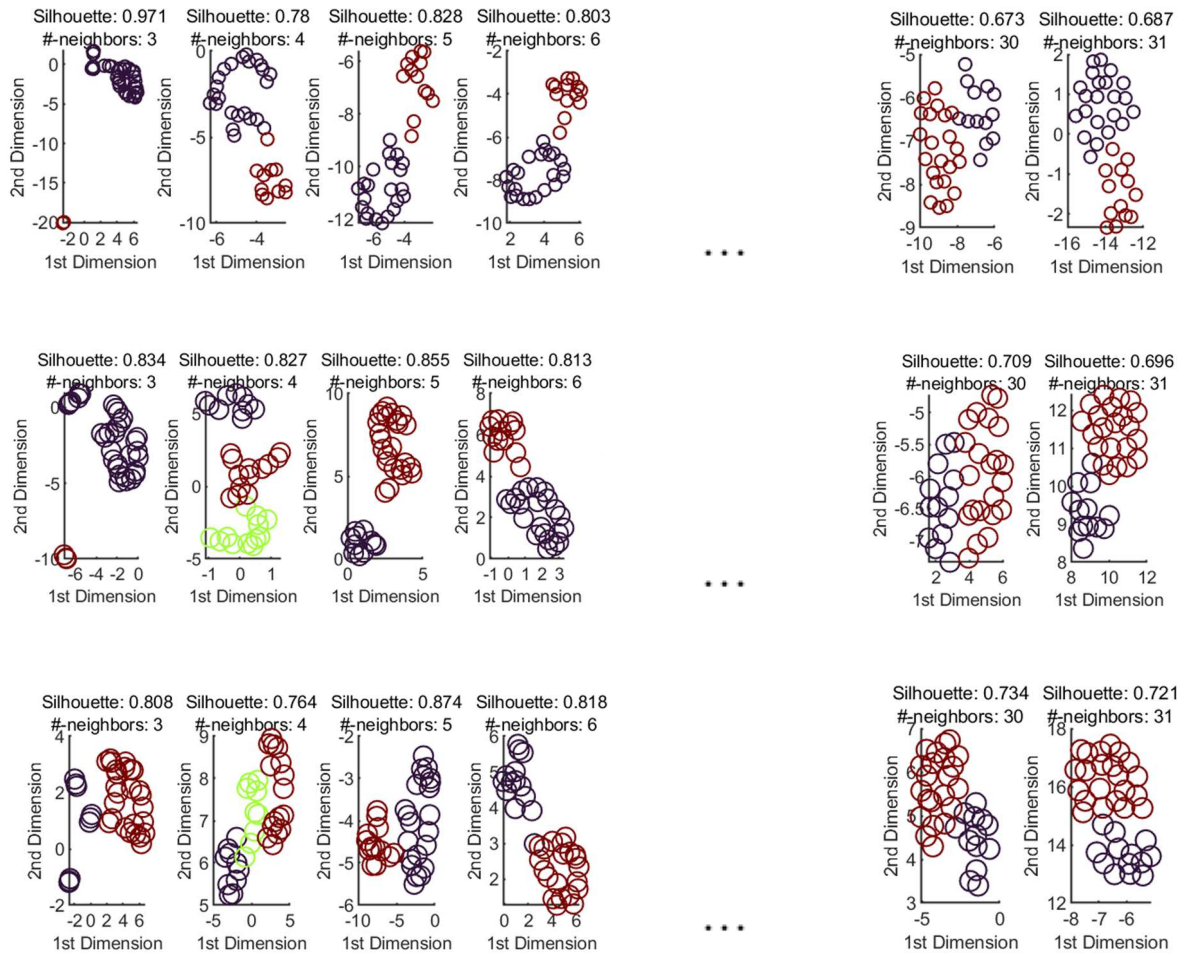 Silhouette: 0.971 Silhouette: 0.78 Silhouette: 0.828 Silhouette: 0.803 Silhouette: 0.673 Silhouette: 0.687
#-neighbors: 3 #-neighbors: 4 #-neighbors: 5 #-neighbors: 6 #-neighbors: 30 #-neighbors: 31
2nd Dimension
0
-5
-10
-15
-20
-2 0 2 4 6
1st Dimension
2nd Dimension
0
-5
-10
-6 -4
1st Dimension
2nd Dimension
-6
-8
-10
-12
-6 -4
1st Dimension
2nd Dimension
-2
-4
-6
-8
-10
2 4 6
1st Dimension
2nd Dimension
-5
-6
-7
-8
-9
-10 -8 -6
1st Dimension
2nd Dimension
2
1
0
-1
-2
-16 -14 -12
1st Dimension
Silhouette: 0.834 Silhouette: 0.827 Silhouette: 0.855 Silhouette: 0.813 Silhouette: 0.709 Silhouette: 0.696
#-neighbors: 3 #-neighbors: 4 #-neighbors: 5 #-neighbors: 6 #-neighbors: 30 #-neighbors: 31
2nd Dimension
0
-5
-10
-6 -4 -2 0
1st Dimension
2nd Dimension
5
0
-5
-1 0 1
1st Dimension
2nd Dimension
10
5
0
0 5
1st Dimension
2nd Dimension
8
6
4
2
0
-1 0 1 2 3
1st Dimension
2nd Dimension
-5
-5.5
-6
-6.5
-7
2 4 6
1st Dimension
2nd Dimension
12
11
10
9
8
8 10 12
1st Dimension
Silhouette: 0.808 Silhouette: 0.764 Silhouette: 0.874 Silhouette: 0.818 Silhouette: 0.734 Silhouette: 0.721
#-neighbors: 3 #-neighbors: 4 #-neighbors: 5 #-neighbors: 6 #-neighbors: 30 #-neighbors: 31
2nd Dimension
4
2
0
-2
-2 0 2 4 6
1st Dimension
2nd Dimension
9
8
7
6
5
-5 0 5
1st Dimension
2nd Dimension
-2
-3
-4
-5
-6
-10 -5 0
1st Dimension
2nd Dimension
6
5
4
3
2
0 2 4 6
1st Dimension
2nd Dimension
7
6
5
4
3
-5 0
1st Dimension
2nd Dimension
18
16
14
12
-8 -7 -6
1st Dimension